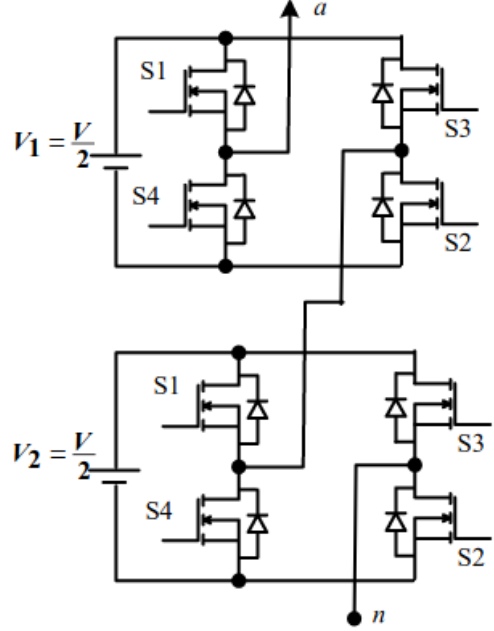 a
S1
S3
V1 = V/2
S4
S2
S1
S3
V2 = V/2
S4
S2
n